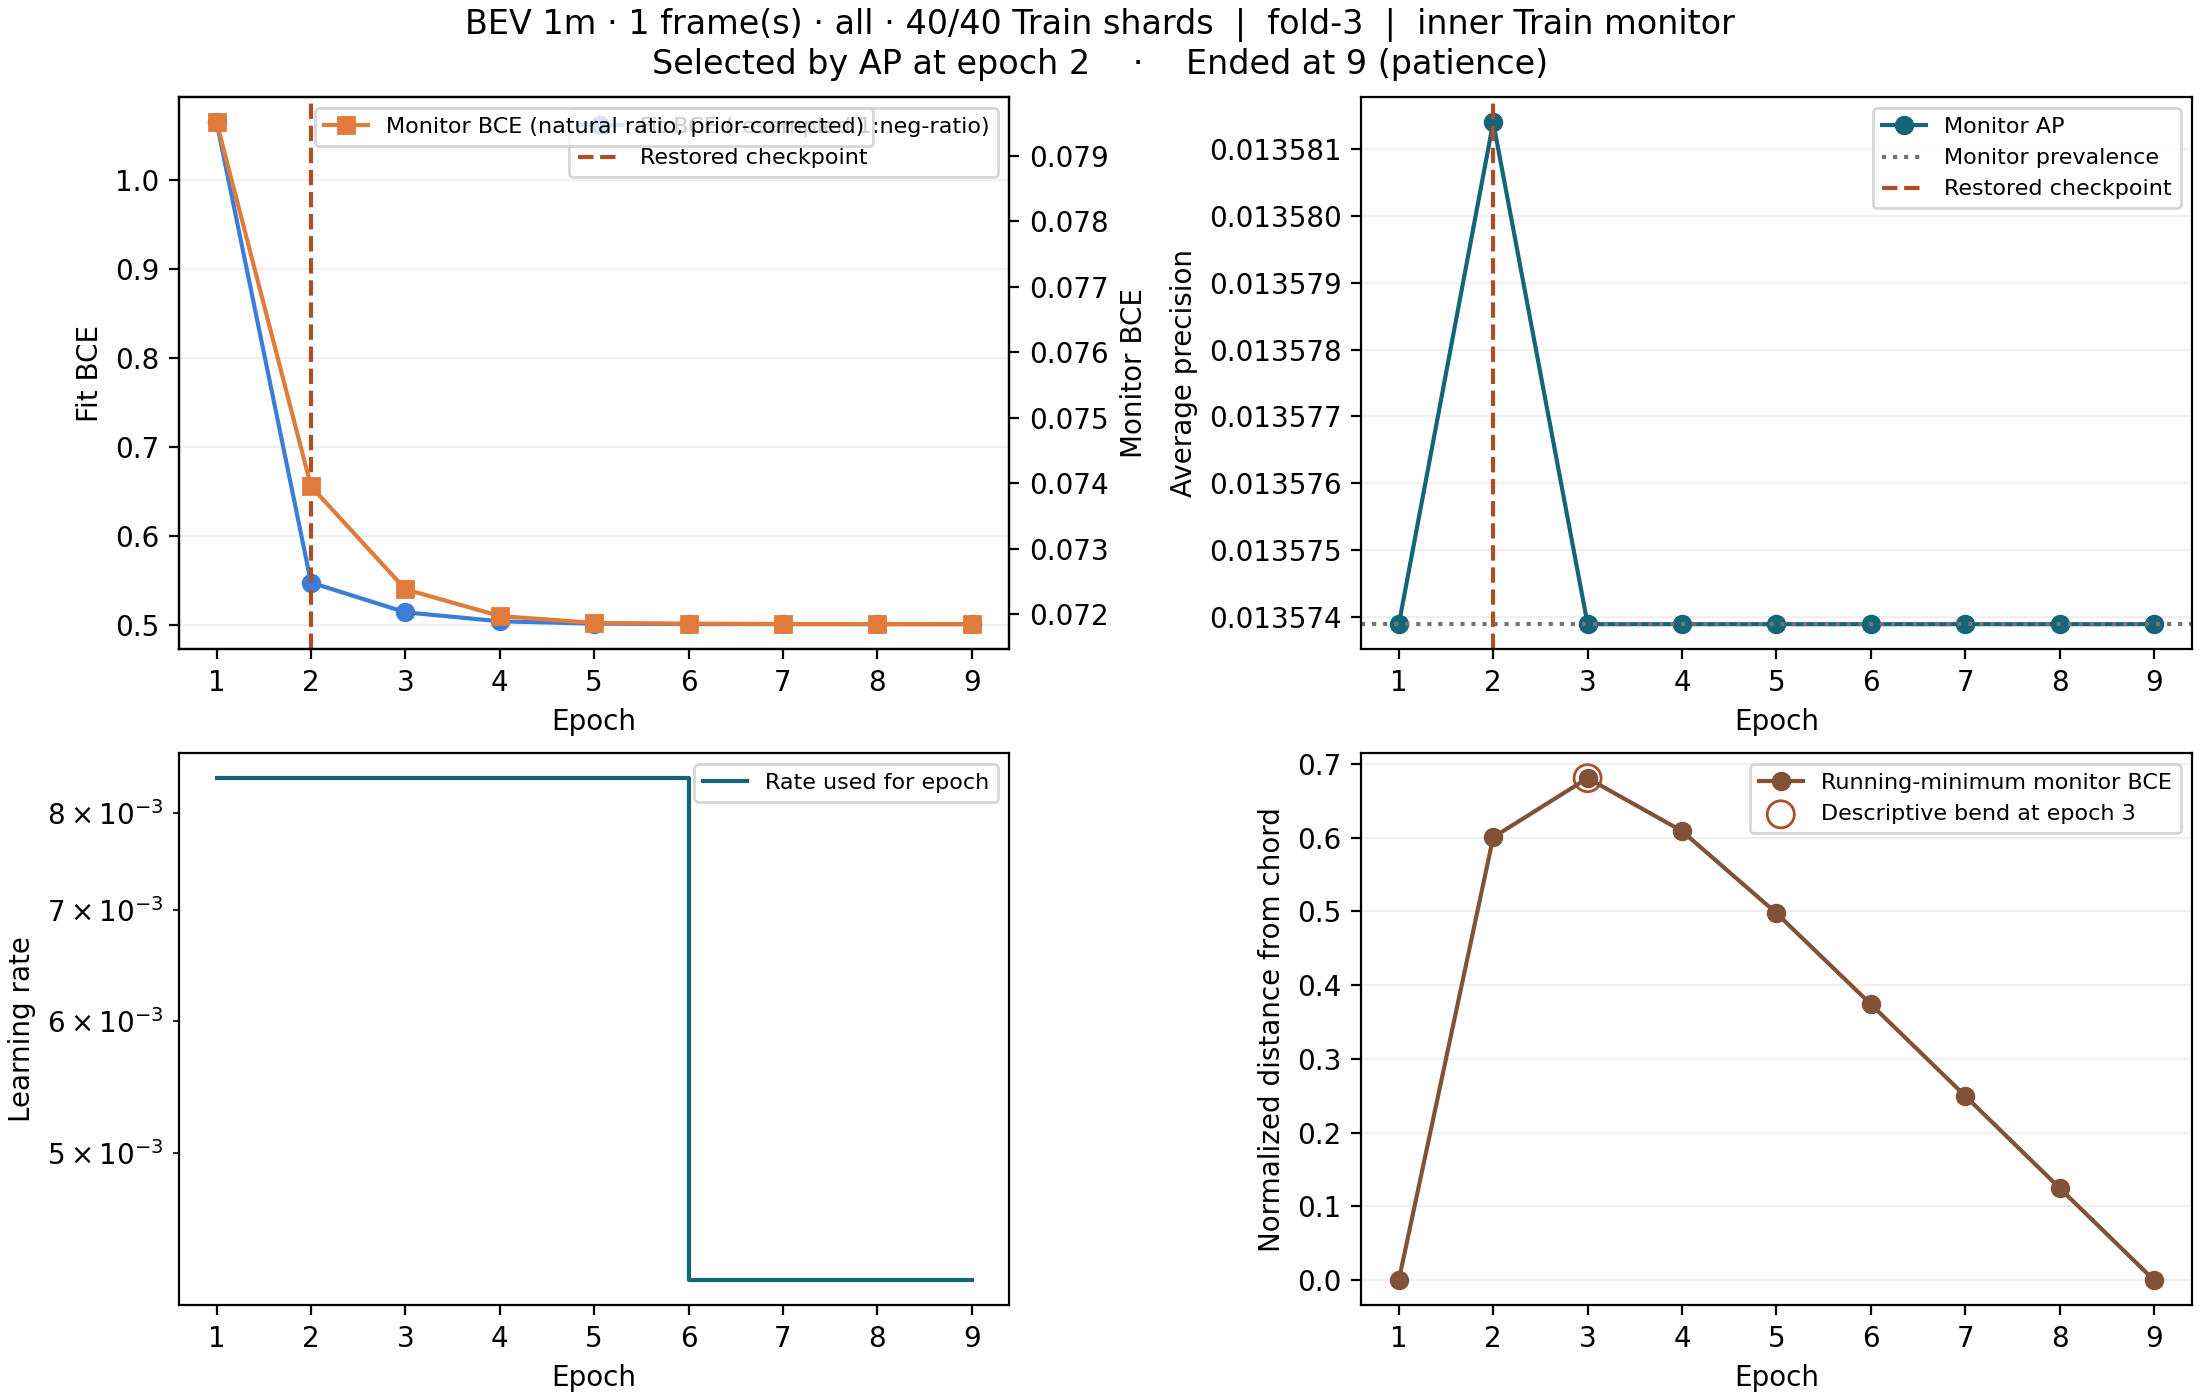 BEV 1m · 1 frame(s) · all · 40/40 Train shards | fold-3 | inner Train monitor
Selected by AP at epoch 2 · Ended at 9 (patience)
Monitor BCE (natural ratio, prior-corrected)
:neg-ratio)
Restored checkpoint
Fit BCE
1.0
0.9
0.8
0.7
0.6
0.5
0.079
0.078
0.077
0.076
0.075
0.074
0.073
0.072
Monitor BCE
1 2 3 4 5 6 7 8 9
Epoch
Monitor AP
Monitor prevalence
Restored checkpoint
Average precision
0.013581
0.013580
0.013579
0.013578
0.013577
0.013576
0.013575
0.013574
1 2 3 4 5 6 7 8 9
Epoch
Rate used for epoch
Learning rate
8 × 10⁻³
7 × 10⁻³
6 × 10⁻³
5 × 10⁻³
1 2 3 4 5 6 7 8 9
Epoch
Running-minimum monitor BCE
Descriptive bend at epoch 3
Normalized distance from chord
0.7
0.6
0.5
0.4
0.3
0.2
0.1
0.0
1 2 3 4 5 6 7 8 9
Epoch